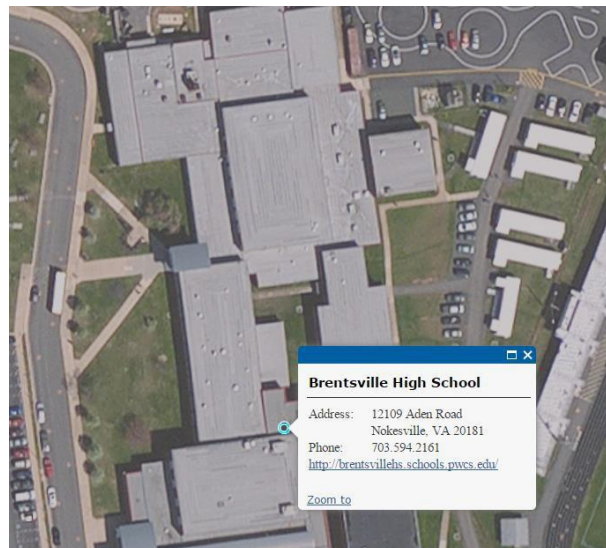 Brentsville High School
Address: 12109 Aden Road
Nokesville, VA 20181
Phone: 703.594.2161
http://brentsvillehs.schools.pwcs.edu/
Zoom to